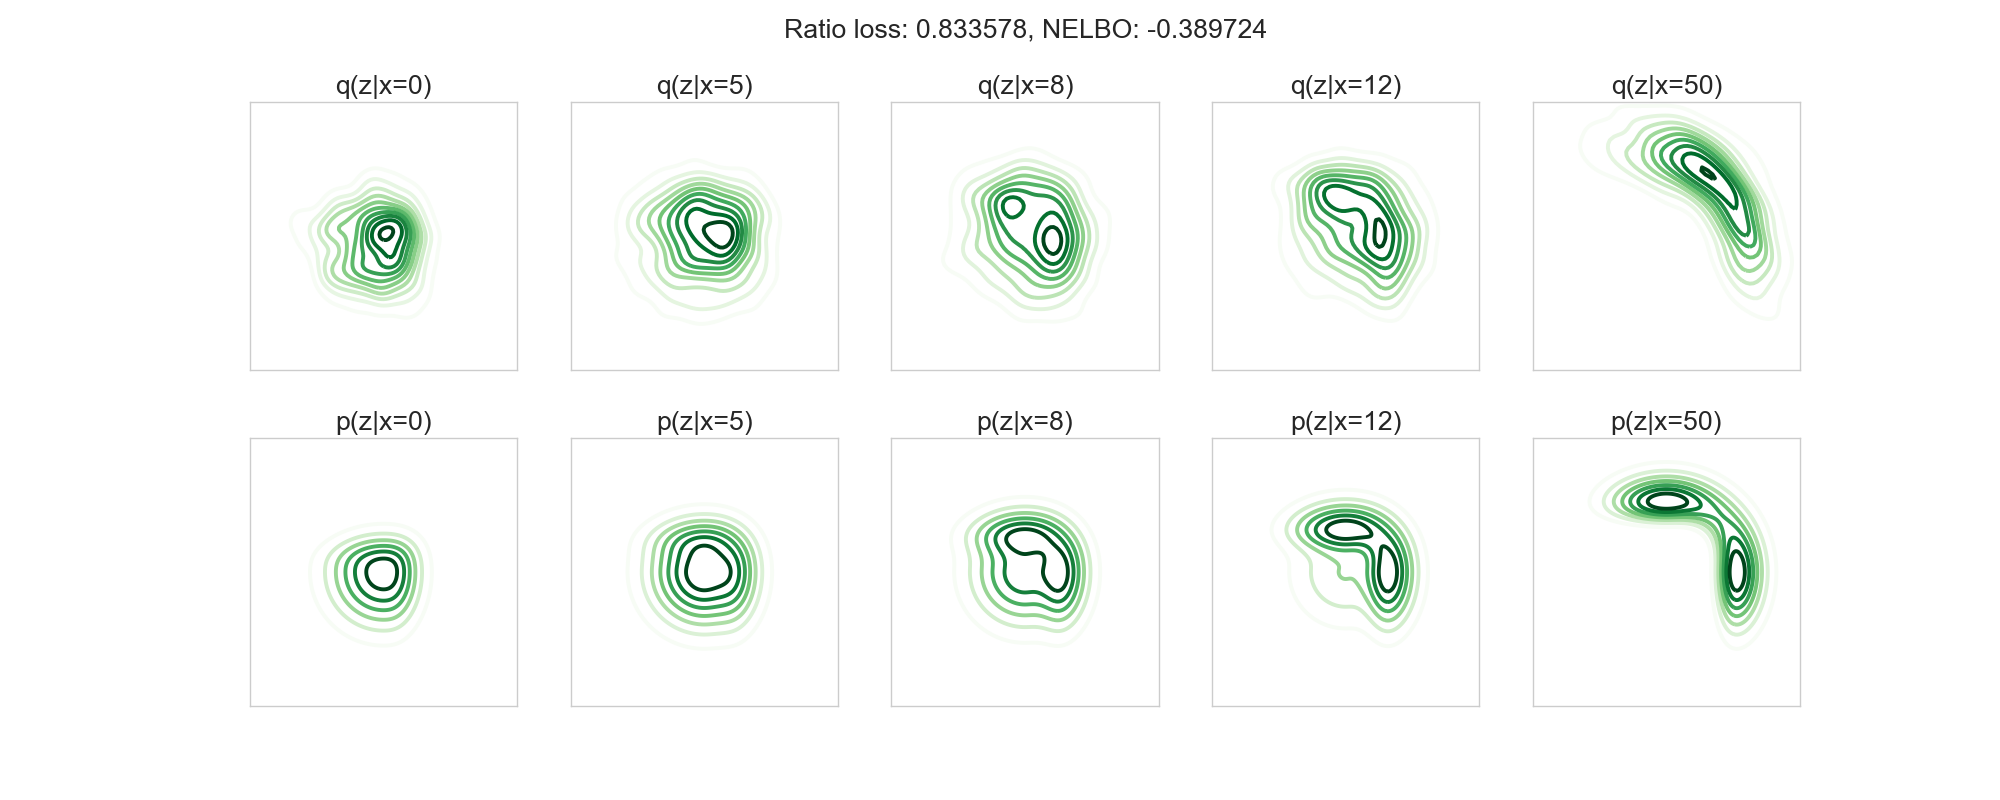 Ratio loss: 0.833578, NELBO: -0.389724
q(z|x=0) q(z|x=5) q(z|x=8) q(z|x=12) q(z|x=50)
p(z|x=0) p(z|x=5) p(z|x=8) p(z|x=12) p(z|x=50)